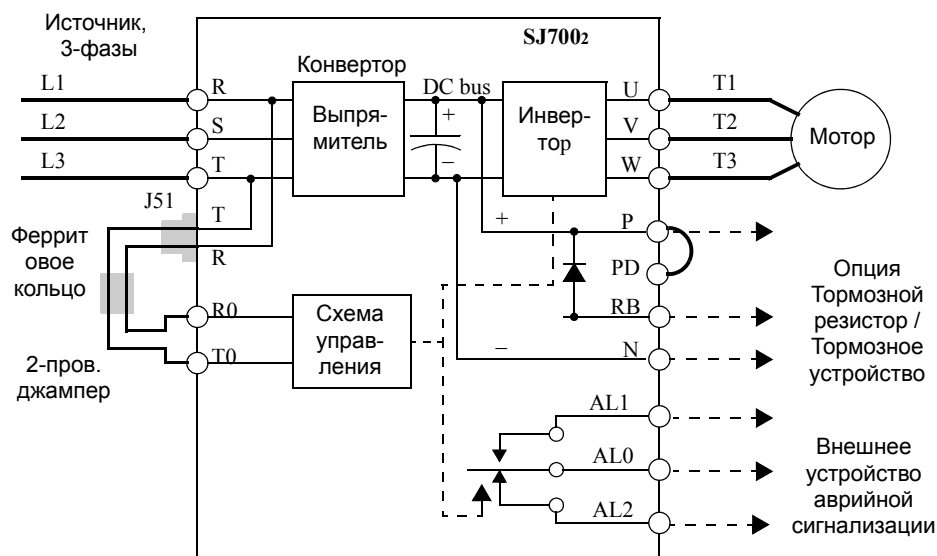 Источник,
3-фазы
SJ7002
L1
R
Конвертор
DC bus
U
T1
L2
S
Выпря-
митель
+
–
Инвер-
тор
V
T2
Мотор
L3
T
W
T3
J51
T
R
Феррит
овое
кольцо
+
P
PD
RB
–
N
Опция
Тормозной
резистор /
Тормозное
устройство
R0
T0
Схема
управ-
ления
2-пров.
джампер
AL1
AL0
AL2
Внешнее
устройство
аврийной
сигнализации